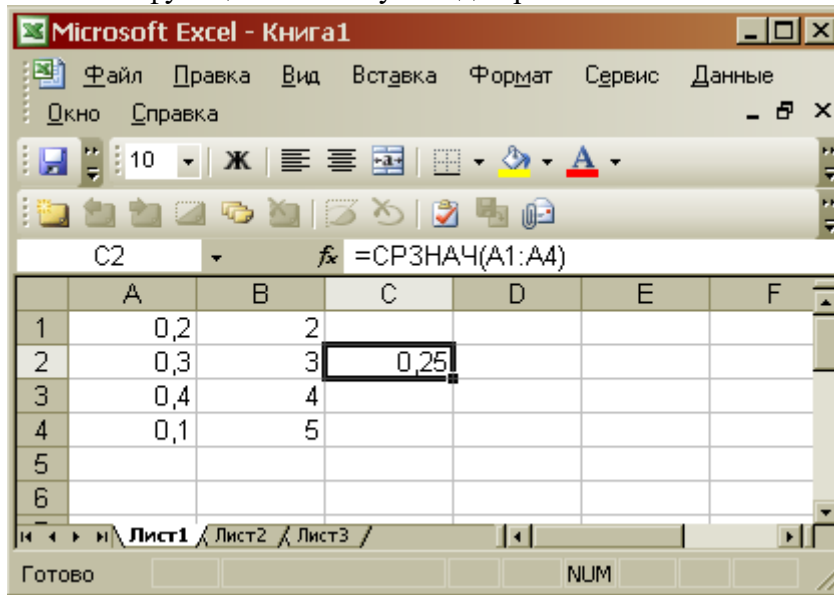 Microsoft Excel - Книга1
Файл Правка Вид Вставка Формат Сервис Данные
Окно Справка
10 Ж А
C2 fx =СРЗНАЧ(A1:A4)
A B C D E F
1 0,2 2
2 0,3 3 0,25
3 0,4 4
4 0,1 5
5
6
Лист1 Лист2 Лист3
Готово NUM